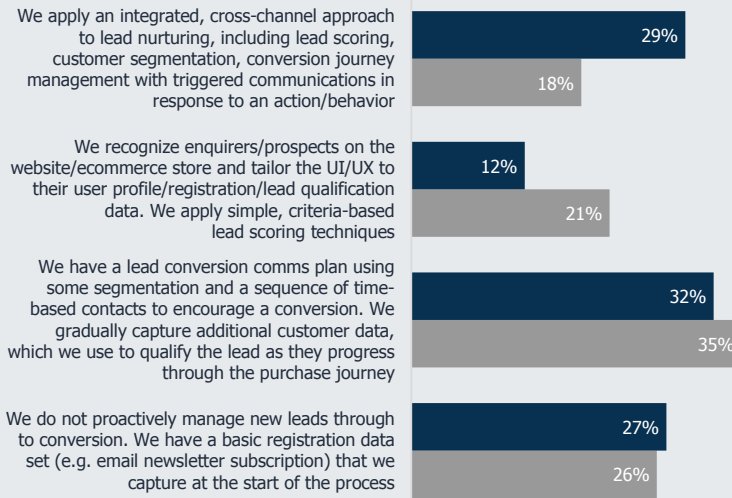 We apply an integrated, cross-channel approach
to lead nurturing, including lead scoring,
customer segmentation, conversion journey
management with triggered communications in
response to an action/behavior
29%
18%
We recognize enquirers/prospects on the
website/ecommerce store and tailor the UI/UX to
their user profile/registration/lead qualification
data. We apply simple, criteria-based
lead scoring techniques
12%
21%
We have a lead conversion comms plan using
some segmentation and a sequence of time-
based contacts to encourage a conversion. We
gradually capture additional customer data,
which we use to qualify the lead as they progress
through the purchase journey
32%
35%
We do not proactively manage new leads through
to conversion. We have a basic registration data
set (e.g. email newsletter subscription) that we
capture at the start of the process
27%
26%